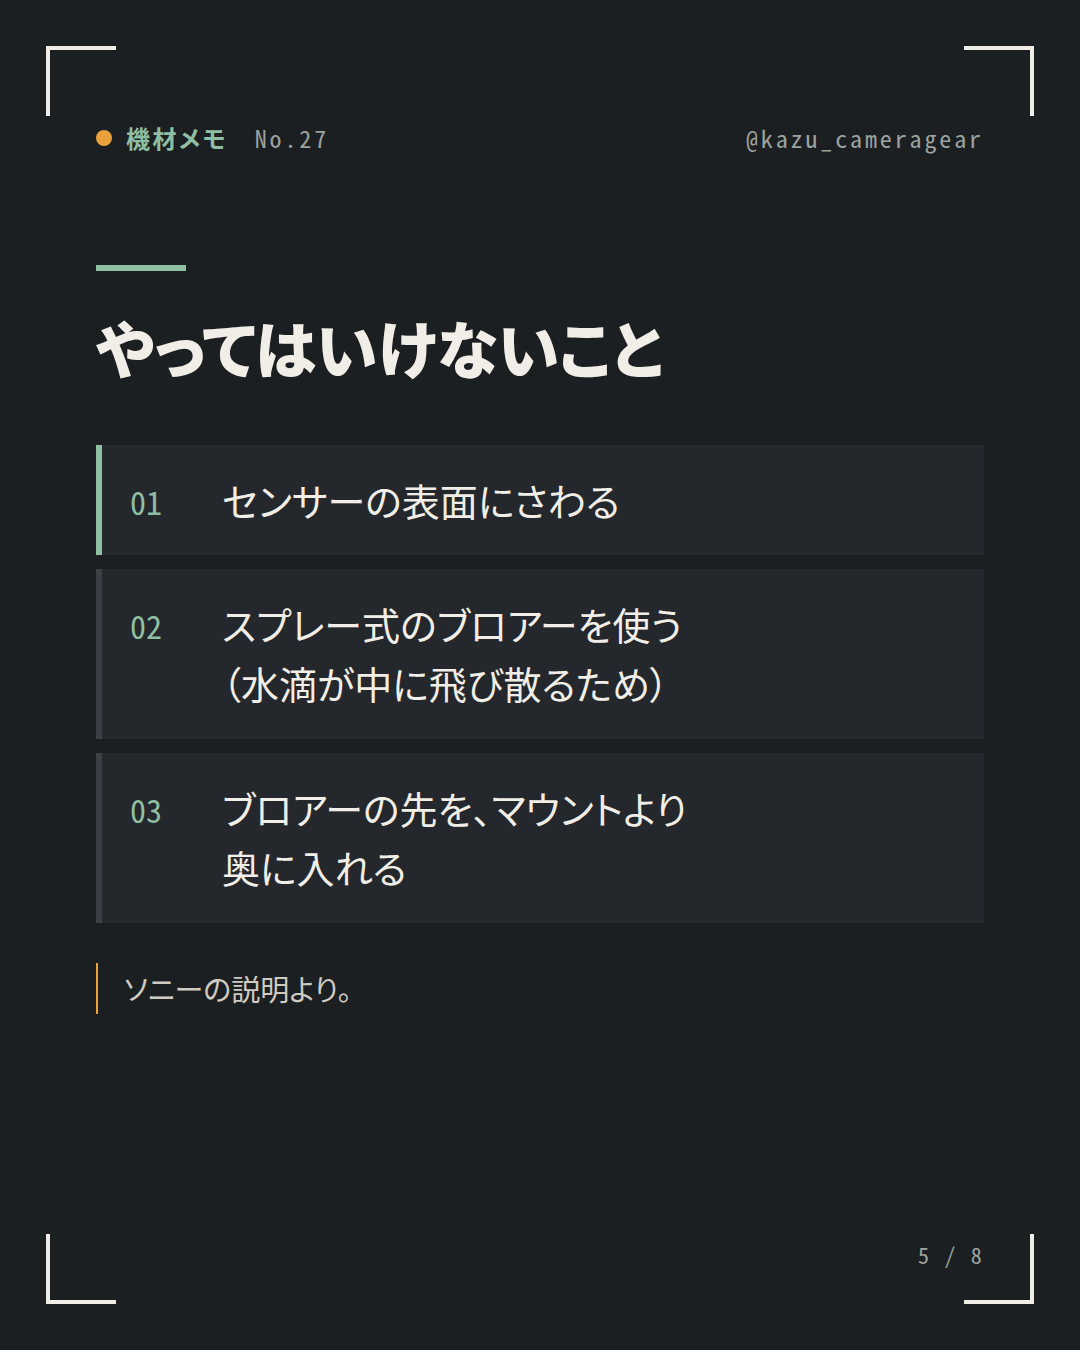 機材メモ No.27
@kazu_cameragear
やってはいけないこと
01 センサーの表面にさわる
02 スプレー式のブロアーを使う
（水滴が中に飛び散るため）
03 ブロアーの先を、マウントより
奥に入れる
ソニーの説明より。
5 / 8